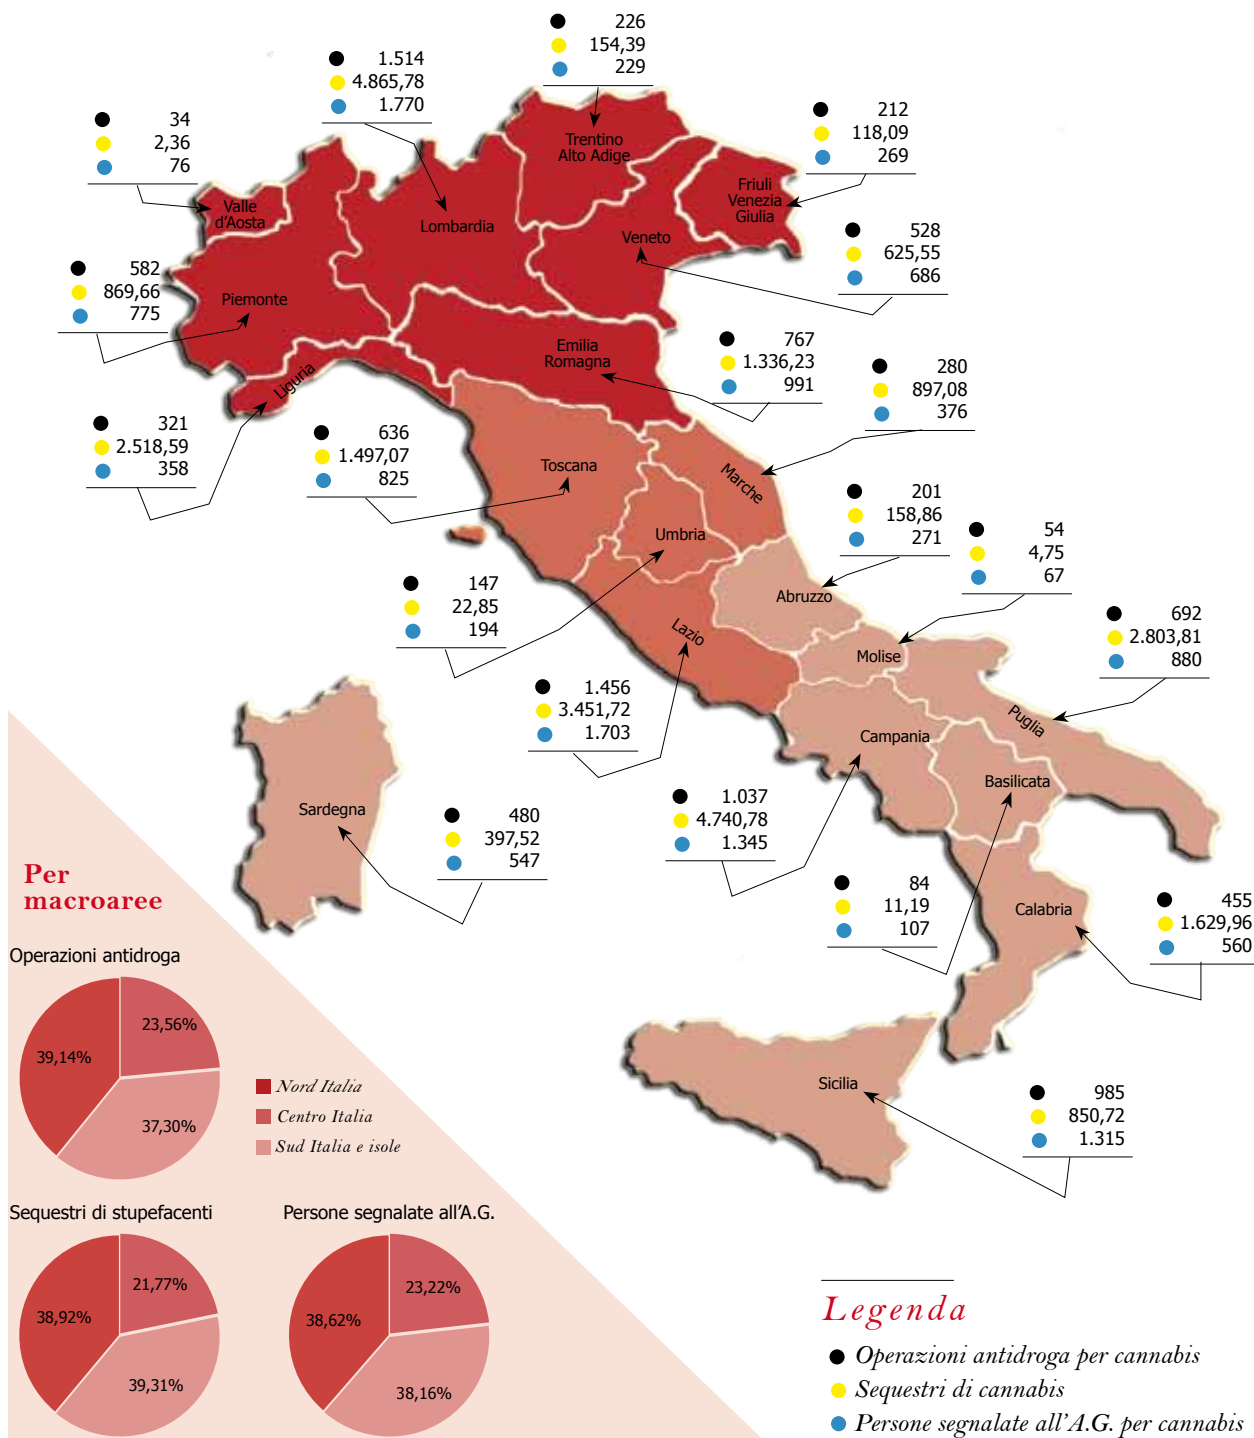 226
154,39
229
1.514
4.865,78
1.770
34
2,36
76
212
118,09
269
Trentino
Alto Adige
Friuli
Venezia
Giulia
Valle
d'Aosta
Lombardia
Veneto
528
625,55
686
582
869,66
775
Piemonte
Emilia
Romagna
767
1.336,23
991
280
897,08
376
Liguria
321
2.518,59
358
636
1.497,07
825
Toscana
Marche
201
158,86
271
Umbria
54
4,75
67
147
22,85
194
Abruzzo
Lazio
Molise
692
2.803,81
880
1.456
3.451,72
1.703
Puglia
Campania
Basilicata
Sardegna
480
397,52
547
1.037
4.740,78
1.345
84
11,19
107
Calabria
455
1.629,96
560
Sicilia
985
850,72
1.315
Per
macroaree
Operazioni antidroga
23,56%
39,14%
37,30%
Nord Italia
Centro Italia
Sud Italia e isole
Sequestri di stupefacenti
21,77%
38,92%
39,31%
Persone segnalate all'A.G.
23,22%
38,62%
38,16%
Legenda
Operazioni antidroga per cannabis
Sequestri di cannabis
Persone segnalate all'A.G. per cannabis